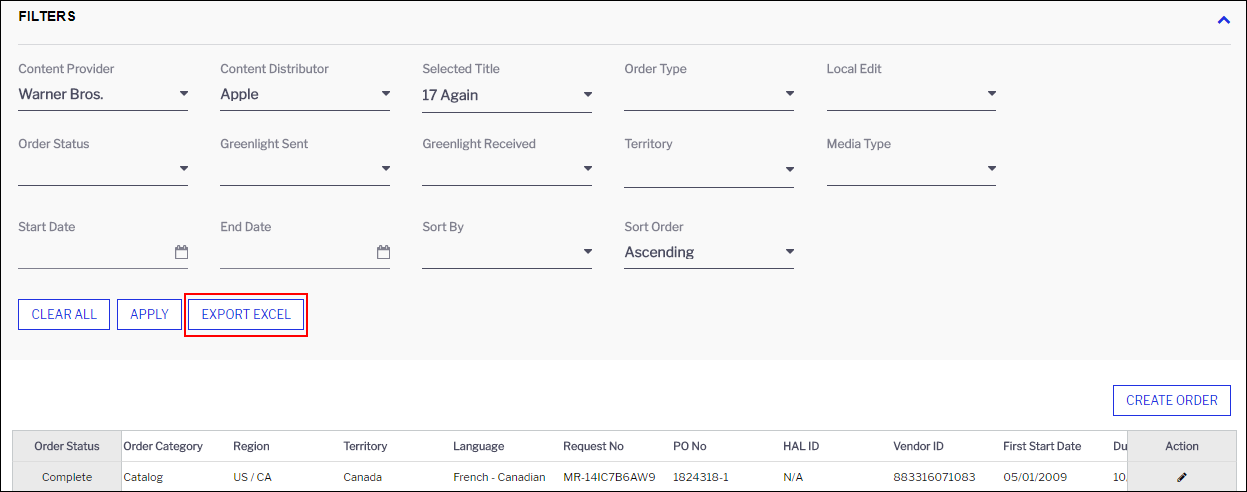 FILTERS
Content Provider Content Distributor Selected Title Order Type Local Edit
Warner Bros. Apple 17 Again
Order Status Greenlight Sent Greenlight Received Territory Media Type
Start Date End Date Sort By Sort Order
Ascending
CLEAR ALL APPLY EXPORT EXCEL
CREATE ORDER
Order Status Order Category Region Territory Language Request No PO No HAL ID Vendor ID First Start Date Du Action
Complete Catalog US / CA Canada French - Canadian MR-14IC7B6AW9 1824318-1 N/A 883316071083 05/01/2009 10